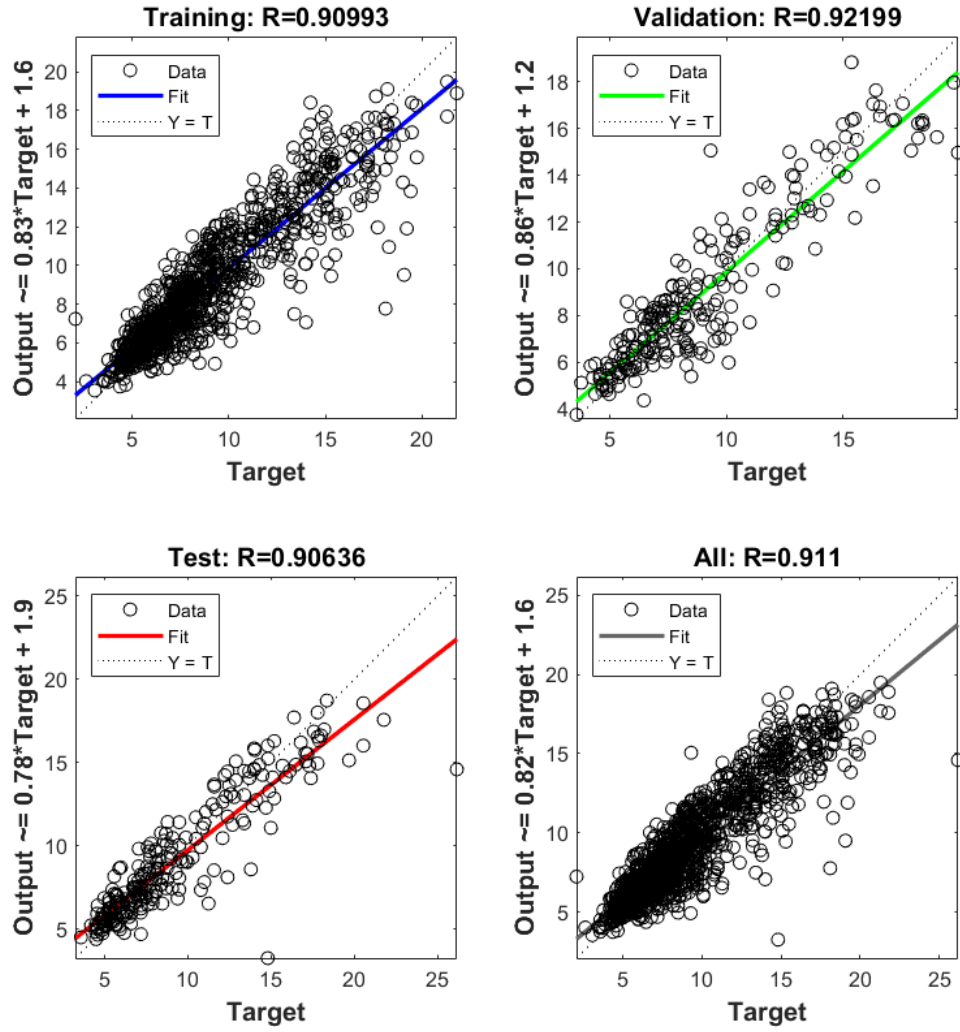 Training: R=0.90993
Output ~= 0.83*Target + 1.6
Data
Fit
Y = T
20
18
16
14
12
10
8
6
4
5
10
15
20
Target
Validation: R=0.92199
Output ~= 0.86*Target + 1.2
Data
Fit
Y = T
18
16
14
12
10
8
6
4
5
10
15
Target
Test: R=0.90636
Output ~= 0.78*Target + 1.9
Data
Fit
Y = T
25
20
15
10
5
5
10
15
20
25
Target
All: R=0.911
Output ~= 0.82*Target + 1.6
Data
Fit
Y = T
25
20
15
10
5
5
10
15
20
25
Target